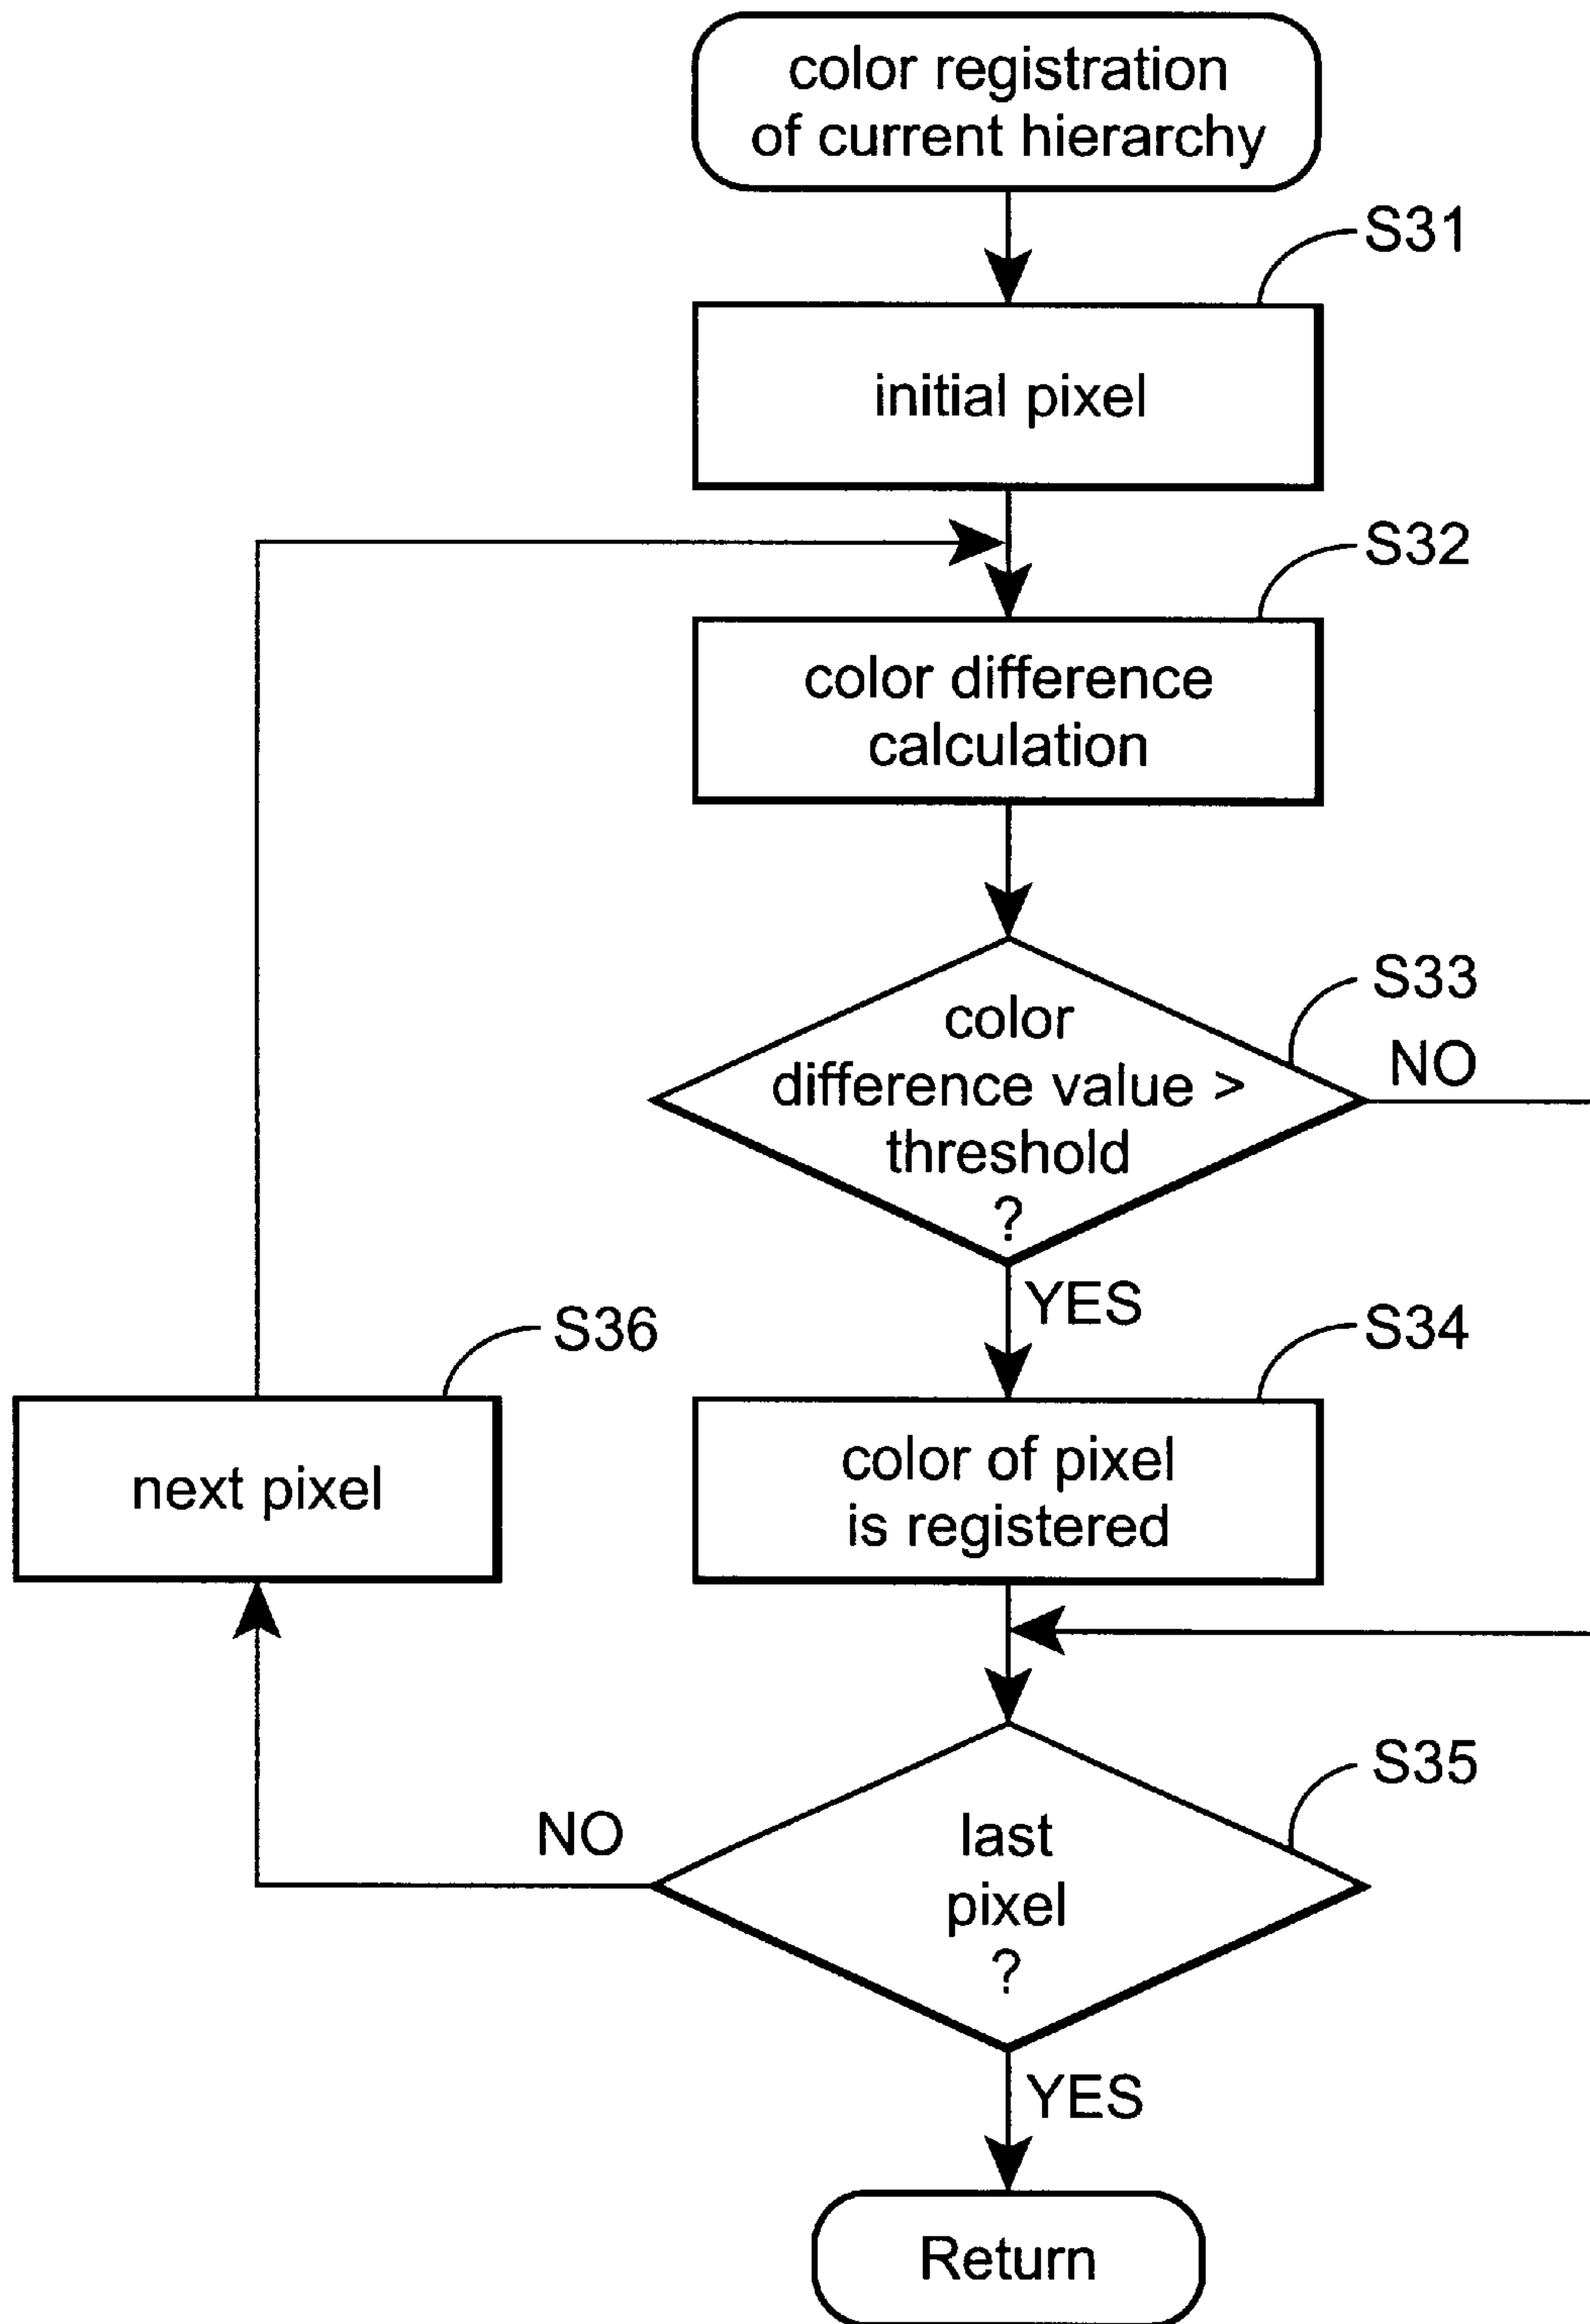 color registration
of current hierarchy
S31
initial pixel
S32
color difference
calculation
S33
color
difference value >
threshold
?
NO
YES
S36
S34
next pixel
color of pixel
is registered
S35
NO
last
pixel
?
YES
Return